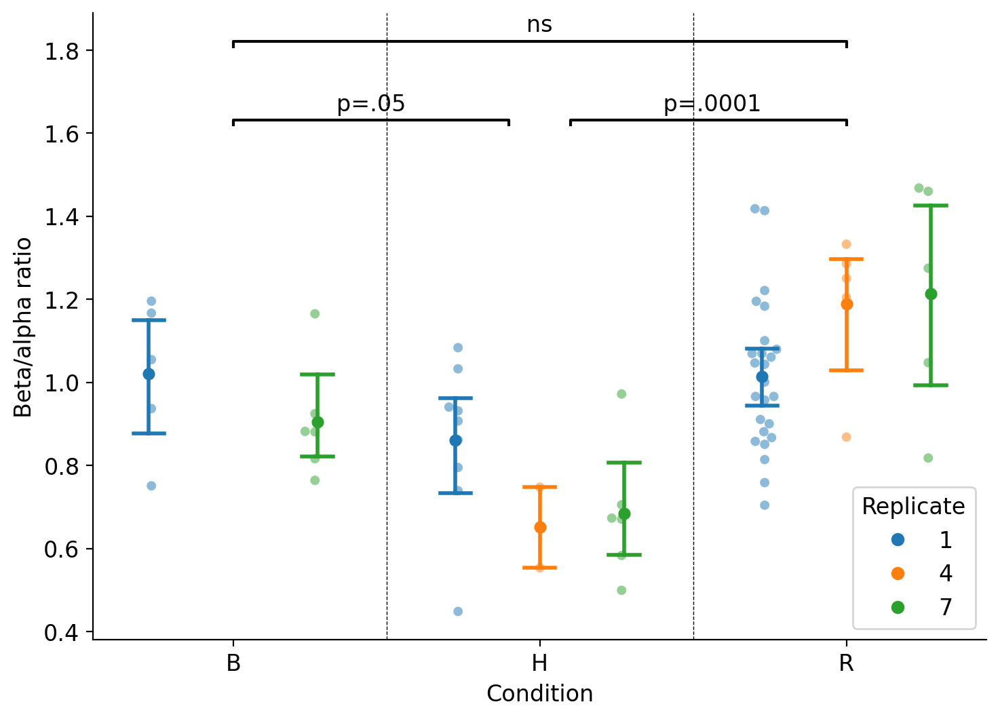 ns
p=.05
p=.0001
1.8
1.6
1.4
1.2
1.0
0.8
0.6
0.4
Beta/alpha ratio
B
H
R
Condition
Replicate
1
4
7